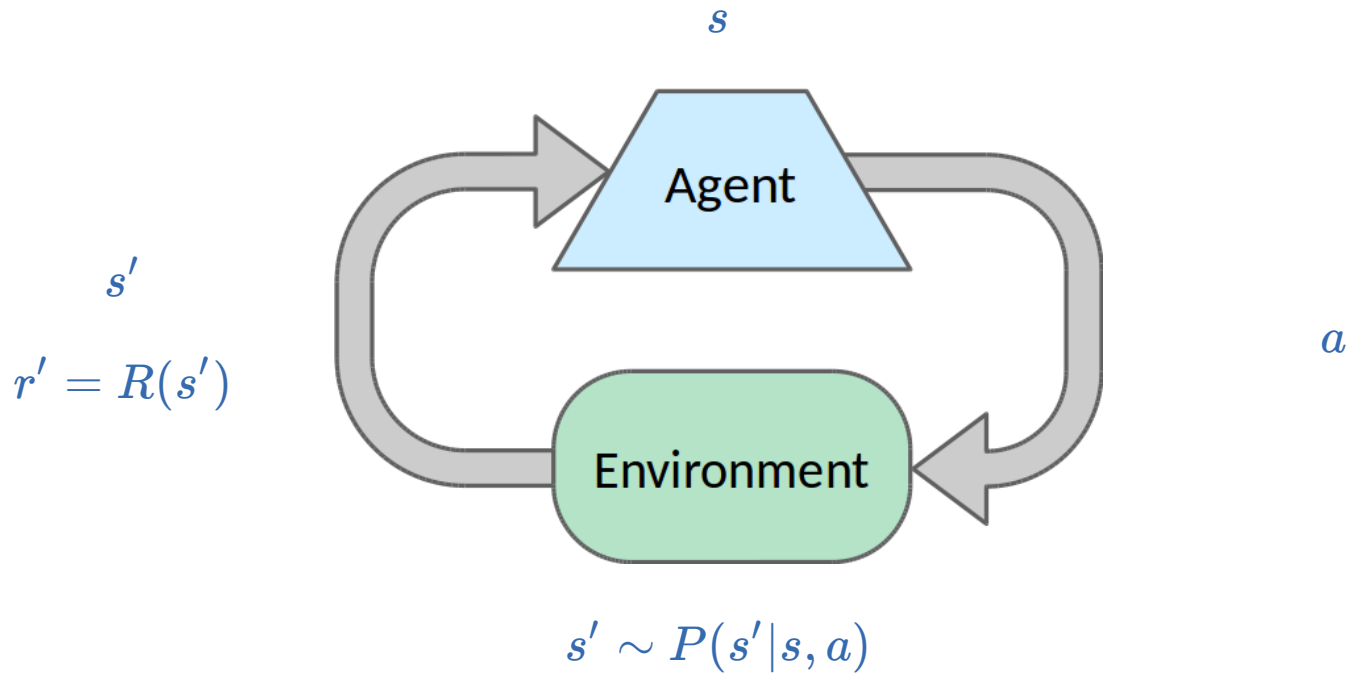 s
Agent
s′
r′ = R(s′)
a
Environment
s′ ∼ P(s′|s, a)